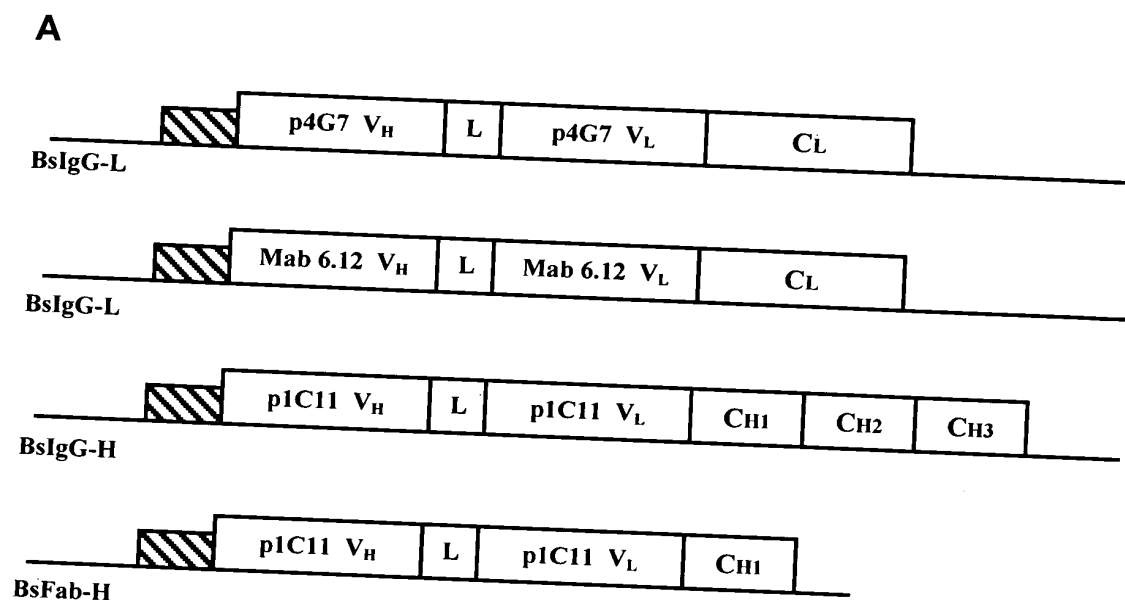 A
p4G7 VH L p4G7 VL CL
BsIgG-L
Mab 6.12 VH L Mab 6.12 VL CL
BsIgG-L
p1C11 VH L p1C11 VL CH1 CH2 CH3
BsIgG-H
p1C11 VH L p1C11 VL CH1
BsFab-H